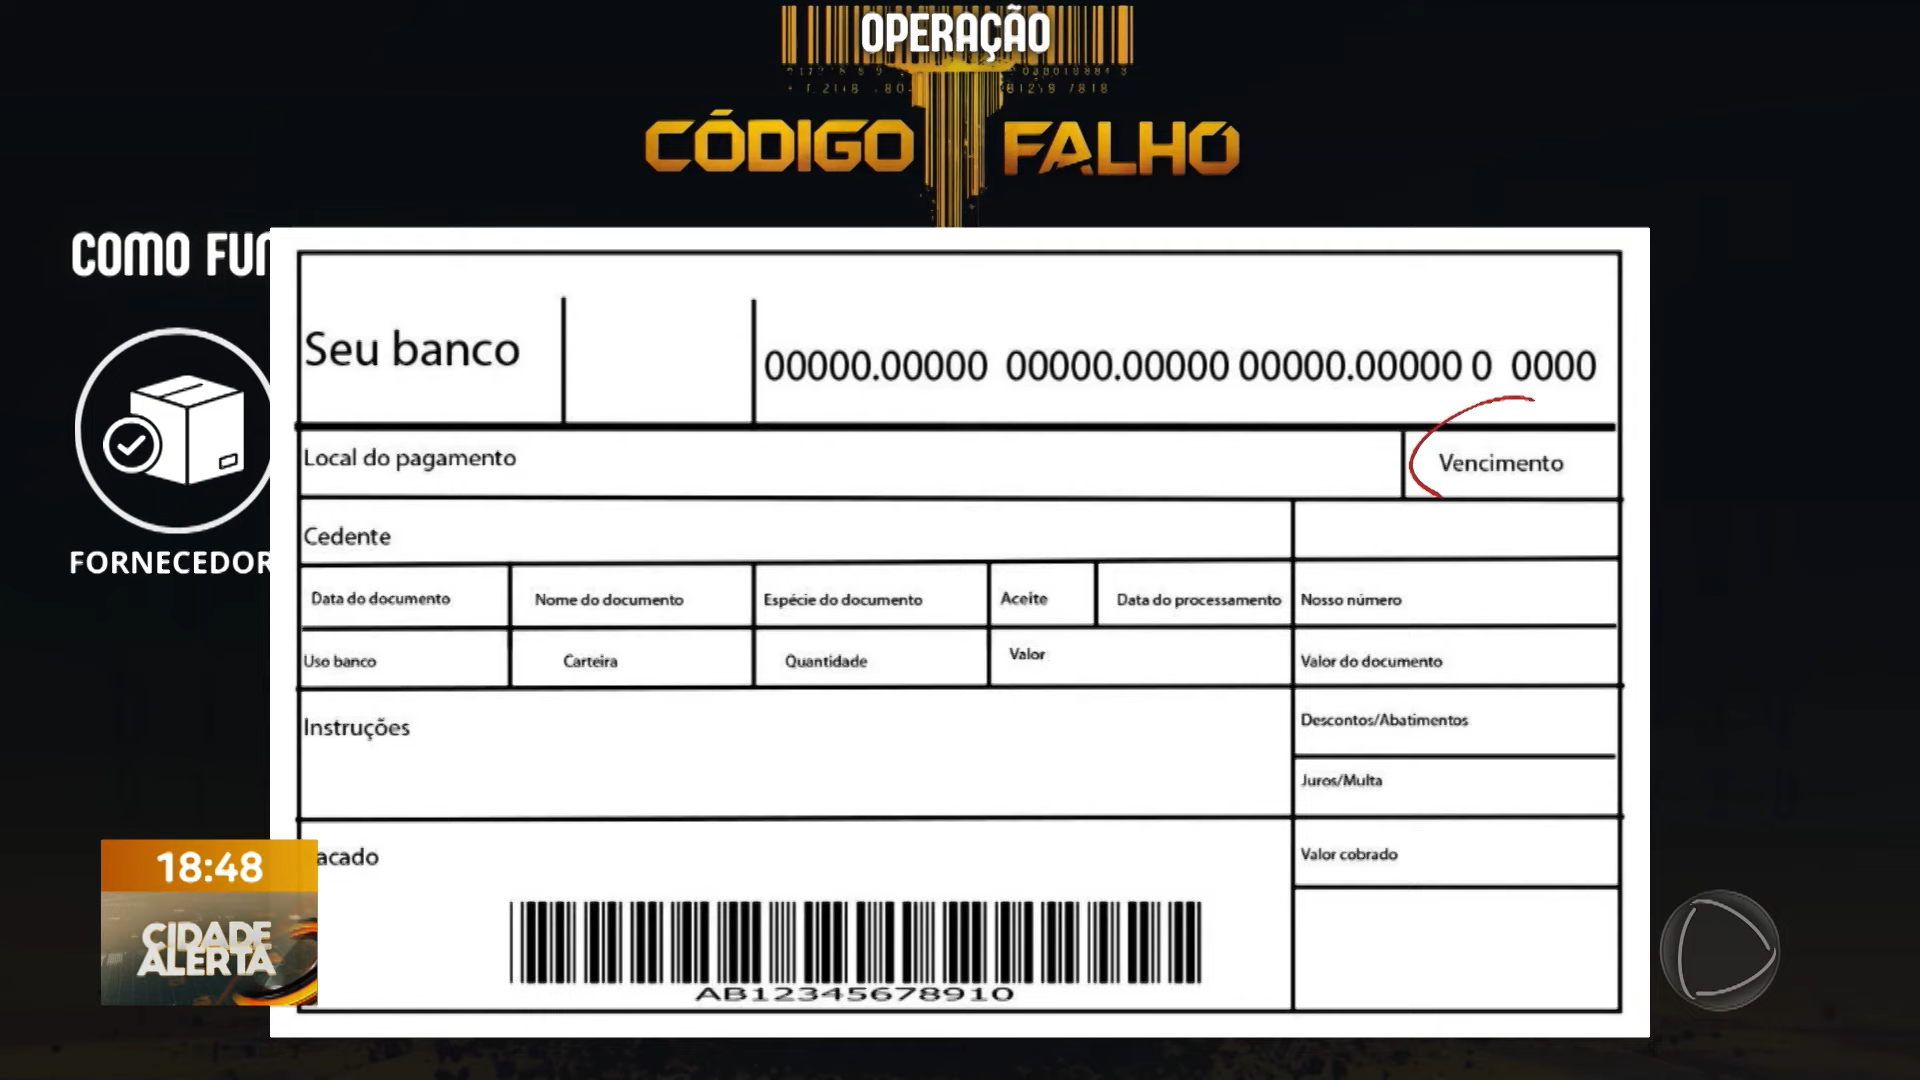 OPERAÇÃO
CÓDIGO FALHO
COMO FUN
FORNECEDOR
Seu banco
00000.00000 00000.00000 00000.00000 0 0000
Local do pagamento
Vencimento
Cedente
Data do documento
Nome do documento
Espécie do documento
Aceite
Data do processamento
Nosso número
Uso banco
Carteira
Quantidade
Valor
Valor do documento
Instruções
Descontos/Abatimentos
Juros/Multa
acado
Valor cobrado
AB12345678910
18:48
CIDADE
ALERTA